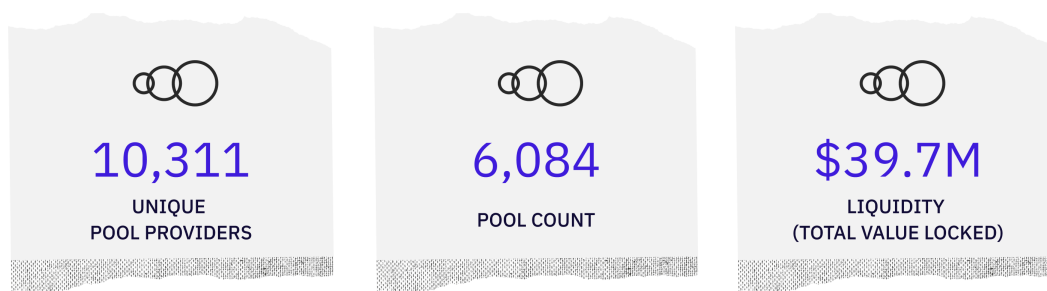 10,311
UNIQUE
POOL PROVIDERS
6,084
POOL COUNT
$39.7M
LIQUIDITY
(TOTAL VALUE LOCKED)